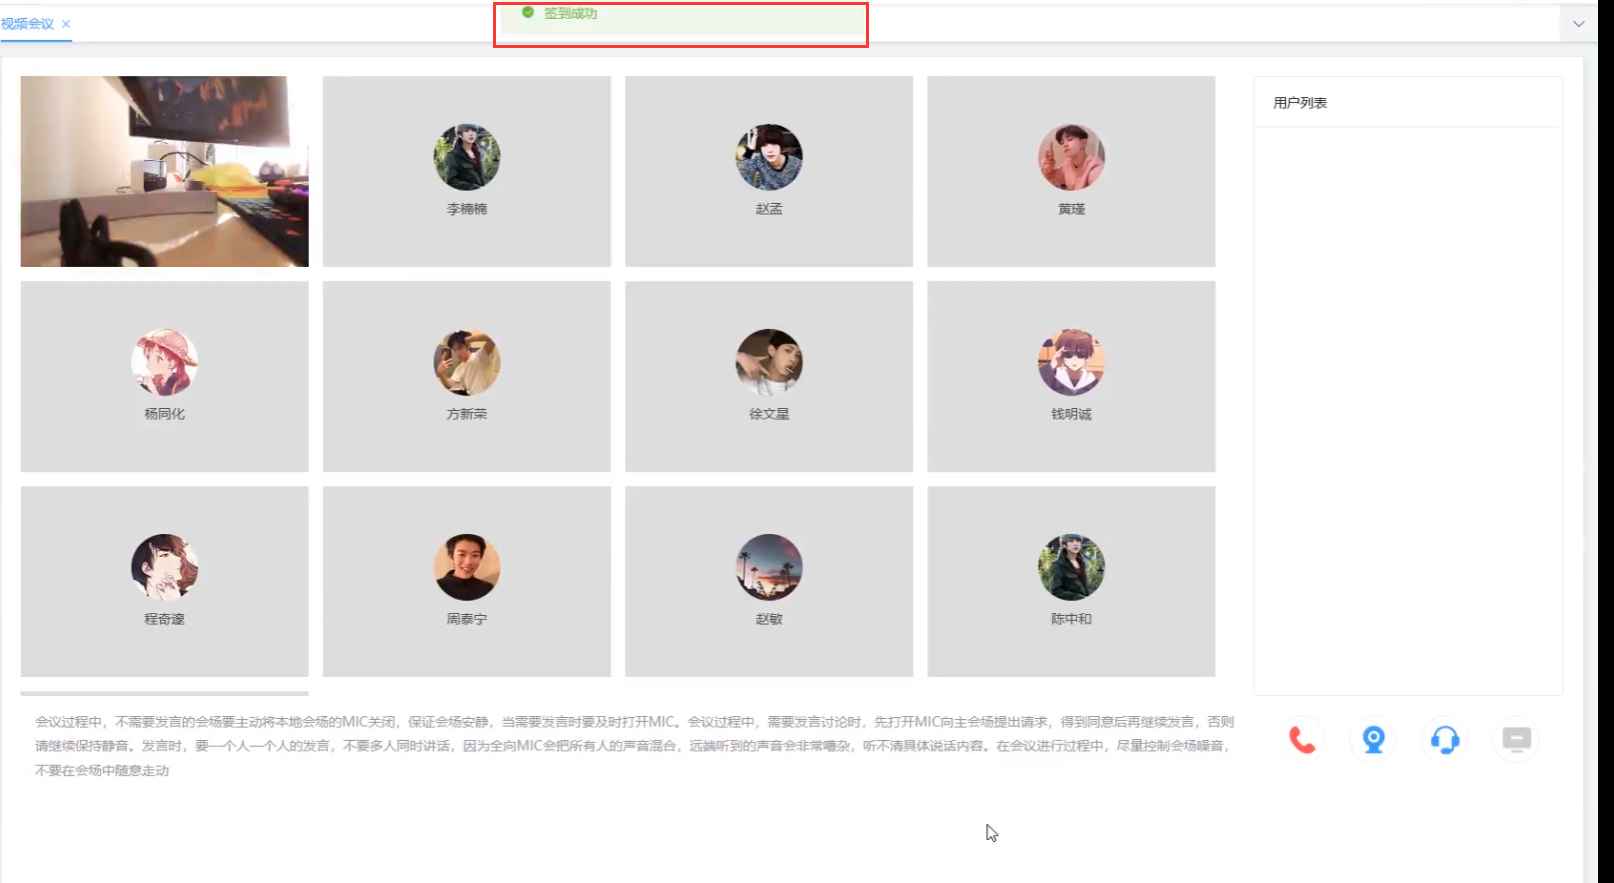 签到成功
视频会议
用户列表
李楠楠
赵孟
黄瑾
杨同化
方新荣
徐文星
钱明诚
程奇邃
周泰宁
赵敏
陈中和
会议过程中，不需要发言的会场要主动将本地会场的MIC关闭，保证会场安静，当需要发言时要及时打开MIC。会议过程中，需要发言讨论时，先打开MIC向主会场提出请求，得到同意后再继续发言，否则
请继续保持静音。发言时，要一个人一个人的发言，不要多人同时讲话，因为全向MIC会把所有人的声音混合，远端听到的声音会非常嘈杂，听不清具体说话内容。在会议进行过程中，尽量控制会场噪音，
不要在会场中随意走动